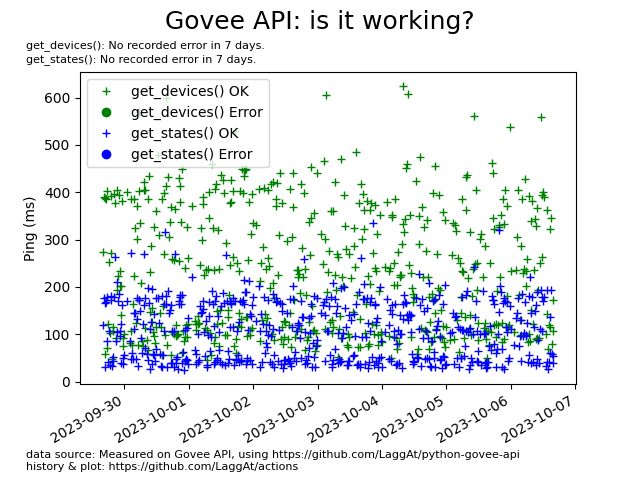 Govee API: is it working?
get_devices(): No recorded error in 7 days.
get_states(): No recorded error in 7 days.
get_devices() OK
get_devices() Error
get_states() OK
get_states() Error
Ping (ms)
600
500
400
300
200
100
0
2023-09-30
2023-10-01
2023-10-02
2023-10-03
2023-10-04
2023-10-05
2023-10-06
2023-10-07
data source: Measured on Govee API, using https://github.com/LaggAt/python-govee-api
history & plot: https://github.com/LaggAt/actions